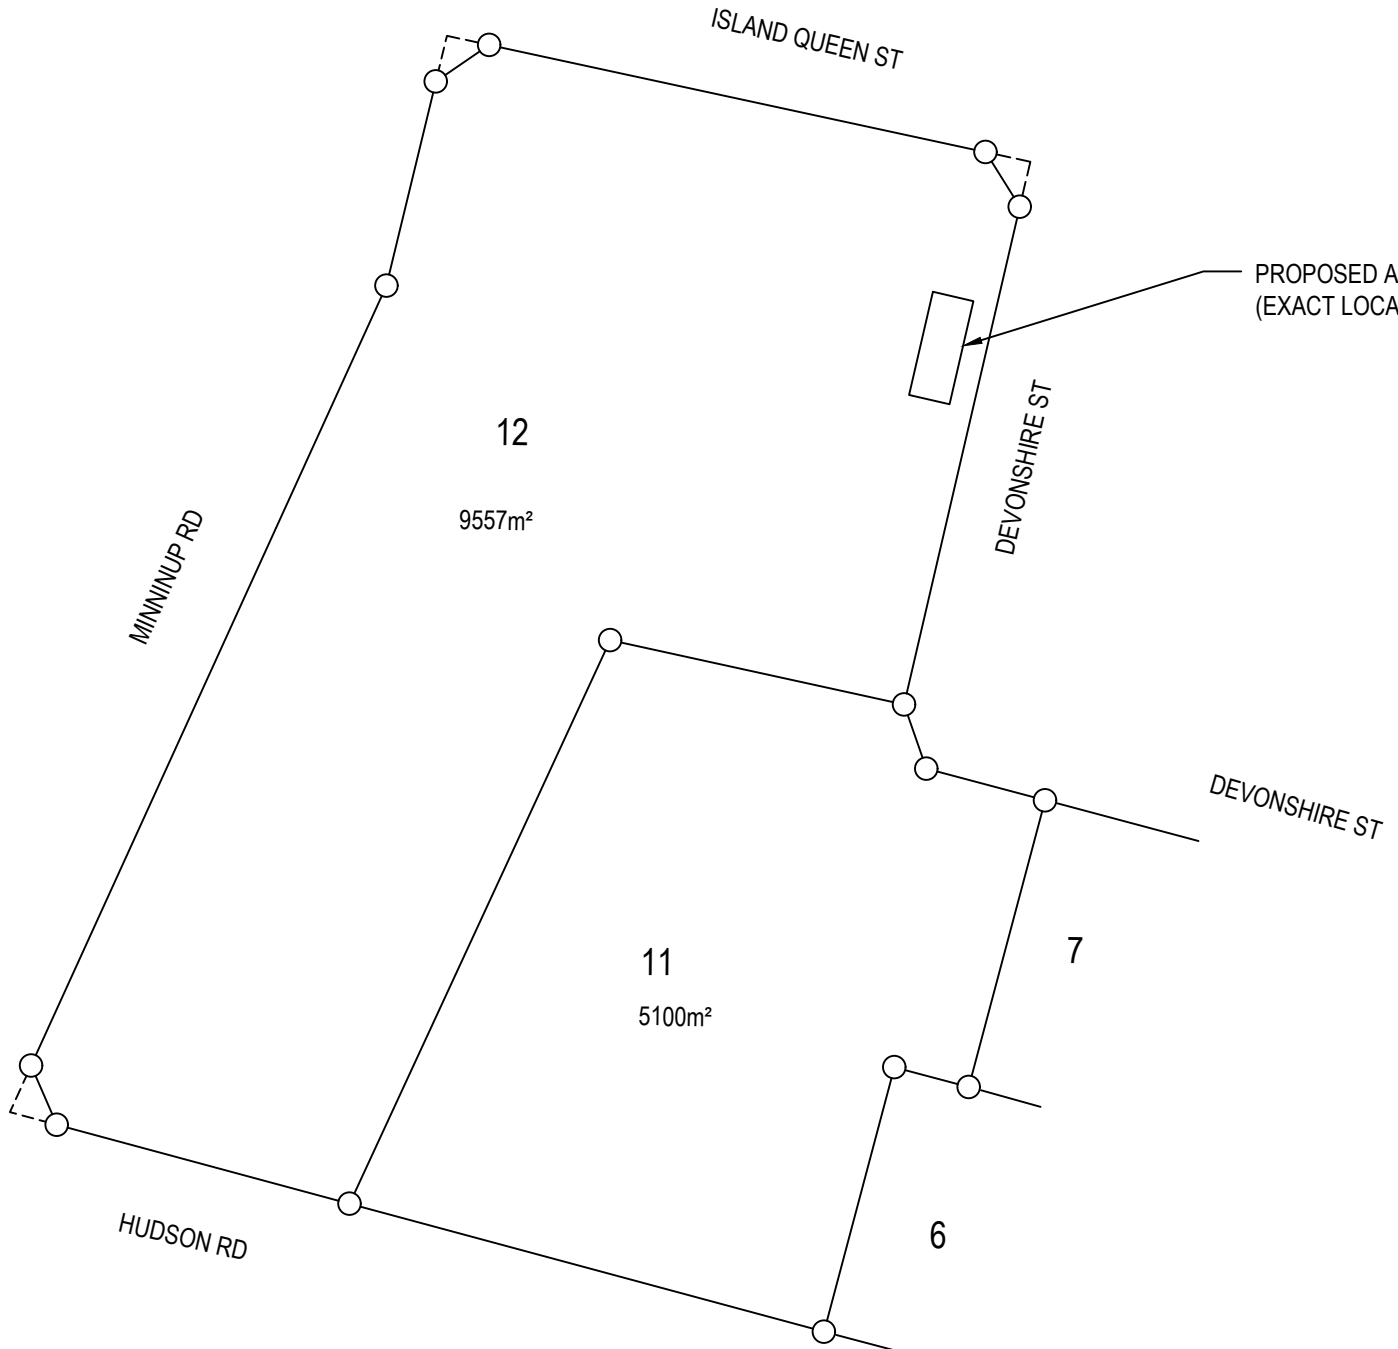 ISLAND QUEEN ST
PROPOSED A
(EXACT LOCA
DEVONSHIRE ST
12
9557m²
MINNINUP RD
DEVONSHIRE ST
7
11
5100m²
6
HUDSON RD